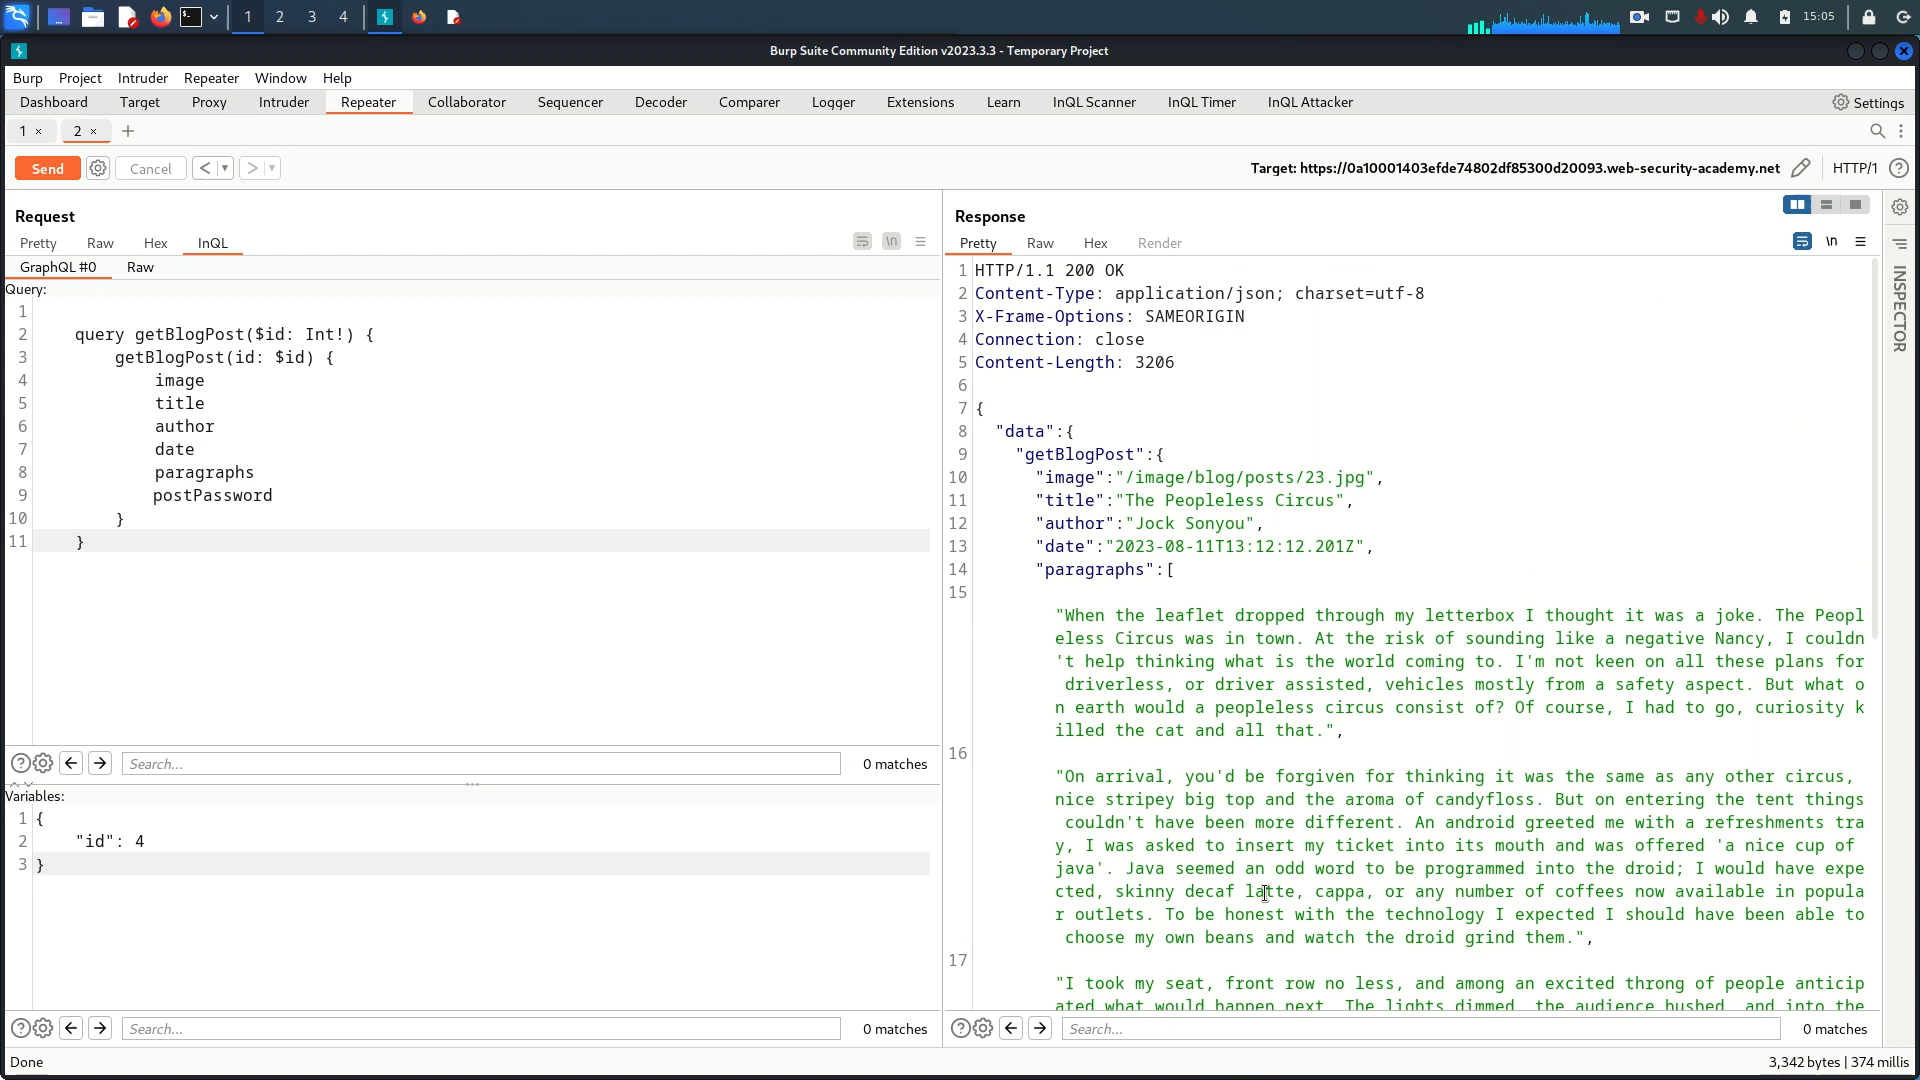 1
2
3
4
15:05
Burp Suite Community Edition v2023.3.3 - Temporary Project
Burp Project Intruder Repeater Window Help
Dashboard Target Proxy Intruder Repeater Collaborator Sequencer Decoder Comparer Logger Extensions Learn InQL Scanner InQL Timer InQL Attacker Settings
1 × 2 × +
Send Cancel < > Target: https://0a10001403efde74802df85300d20093.web-security-academy.net HTTP/1
Request
Pretty Raw Hex InQL \n
GraphQL #0 Raw
Query:
1
2 query getBlogPost($id: Int!) {
3 getBlogPost(id: $id) {
4 image
5 title
6 author
7 date
8 paragraphs
9 postPassword
10 }
11 }
Search... 0 matches
Variables:
1 {
2 "id": 4
3 }
Search... 0 matches
Response
Pretty Raw Hex Render \n
1 HTTP/1.1 200 OK
2 Content-Type: application/json; charset=utf-8
3 X-Frame-Options: SAMEORIGIN
4 Connection: close
5 Content-Length: 3206
6
7 {
8 "data":{
9 "getBlogPost":{
10 "image":"/image/blog/posts/23.jpg",
11 "title":"The Peopleless Circus",
12 "author":"Jock Sonyou",
13 "date":"2023-08-11T13:12:12.201Z",
14 "paragraphs":[
15
"When the leaflet dropped through my letterbox I thought it was a joke. The Peopl
eless Circus was in town. At the risk of sounding like a negative Nancy, I couldn
't help thinking what is the world coming to. I'm not keen on all these plans for
driverless, or driver assisted, vehicles mostly from a safety aspect. But what o
n earth would a peopleless circus consist of? Of course, I had to go, curiosity k
illed the cat and all that.",
16
"On arrival, you'd be forgiven for thinking it was the same as any other circus,
nice stripey big top and the aroma of candyfloss. But on entering the tent things
couldn't have been more different. An android greeted me with a refreshments tra
y, I was asked to insert my ticket into its mouth and was offered 'a nice cup of
java'. Java seemed an odd word to be programmed into the droid; I would have expe
cted, skinny decaf latte, cappa, or any number of coffees now available in popula
r outlets. To be honest with the technology I expected I should have been able to
choose my own beans and watch the droid grind them.",
17
"I took my seat, front row no less, and among an excited throng of people anticip
ated what would happen next. The lights dimmed, the audience hushed, and into the
Search... 0 matches
INSPECTOR
Done
3,342 bytes | 374 millis